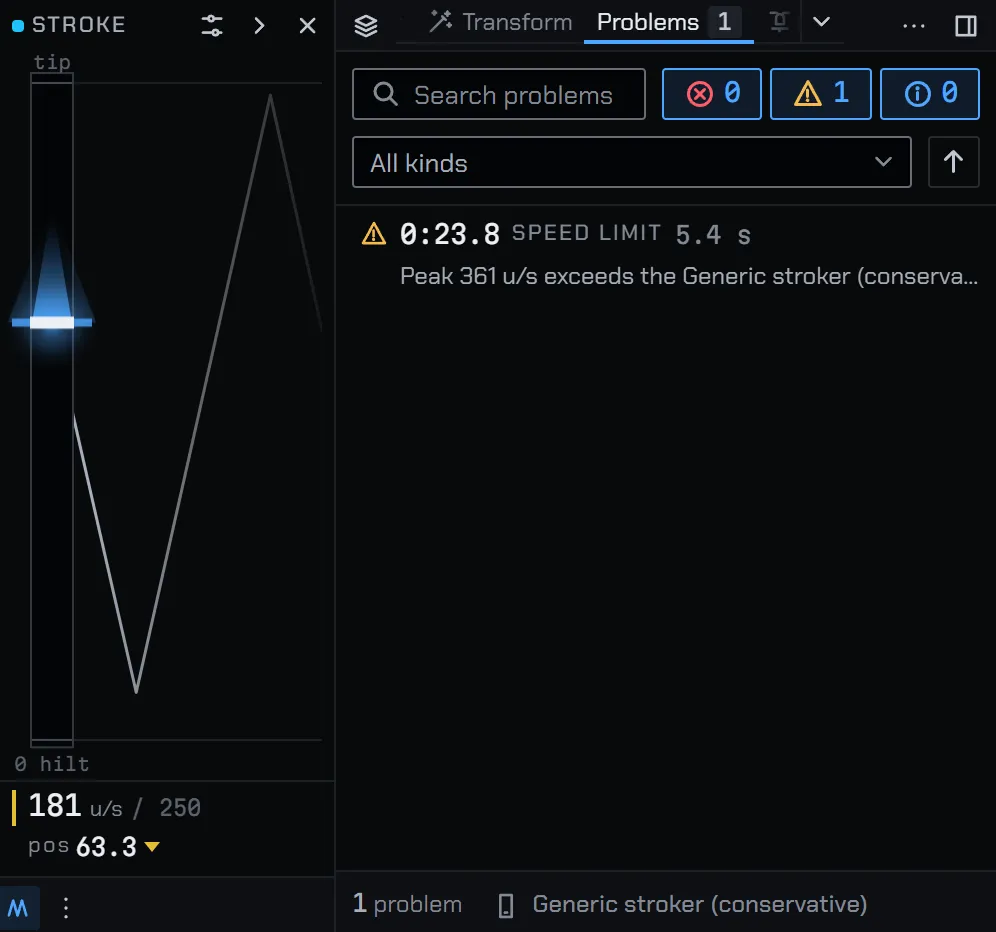 STROKE
tip
0 hilt
181 u/s / 250
pos 63.3
Transform
Problems 1
Search problems
0
1
0
All kinds
0:23.8 SPEED LIMIT 5.4 s
Peak 361 u/s exceeds the Generic stroker (conserva...
1 problem
Generic stroker (conservative)